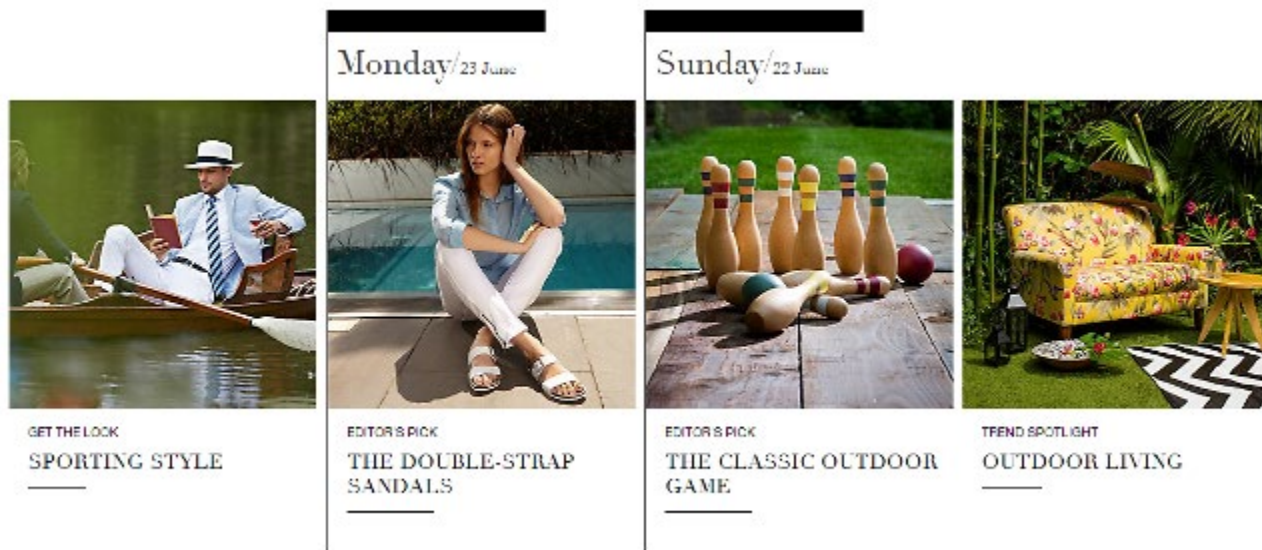 Monday/23 June
Sunday/22 June
GET THE LOOK
SPORTING STYLE
EDITOR'S PICK
THE DOUBLE-STRAP
SANDALS
EDITOR'S PICK
THE CLASSIC OUTDOOR
GAME
TREND SPOTLIGHT
OUTDOOR LIVING